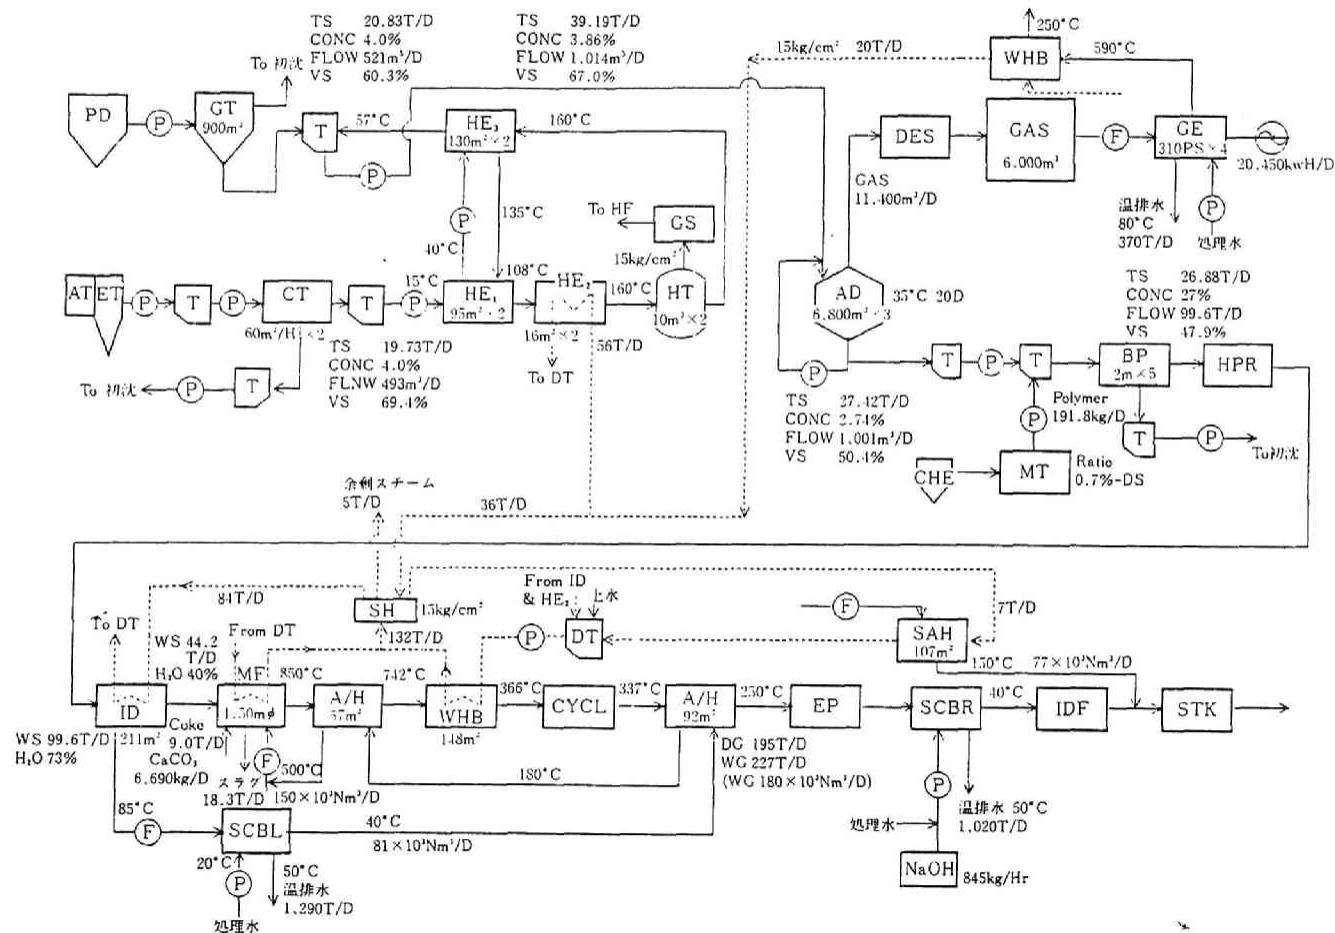 TS 20.83T/D
CONC 4.0%
FLOW 521m³/D
VS 60.3%
TS 39.19T/D
CONC 3.86%
FLOW 1.014m³/D
VS 67.0%
To 初沈
250°C
15kg/cm² 20T/D
WHB
590°C
PD
P
GT
900m³
T
57°C
HE₃
130m²×2
160°C
P
DES
GAS
6.000m³
F
GE
310PS×4
20,450kwH/D
GAS
11.400m³/D
P
135°C
40°C
To HF
GS
15kg/cm²
温排水
80°C
370T/D
P
処理水
AT
ET
P
T
P
CT
60m³/H×2
T
P
15°C
HE₁
95m²×2
108°C
HE₂
16m²×2
160°C
HT
10m³×2
AD
6.800m³×3
35°C 20D
TS 26.88T/D
CONC 27%
FLOW 99.6T/D
VS 47.9%
56T/D
To DT
TS 19.73T/D
CONC 4.0%
FLNW 493m³/D
VS 69.4%
To 初沈
P
T
P
T
P
T
BP
2m×5
HPR
TS 27.42T/D
CONC 2.74%
FLOW 1.001m³/D
VS 50.4%
Polymer
191.8kg/D
P
T
P
To初沈
CHE
MT
Ratio
0.7%-DS
余剰スチーム
5T/D
36T/D
84T/D
SH
15kg/cm²
132T/D
From ID
& HE₂
上水
P
DT
F
SAH
107m²
7T/D
To DT
WS 44.2
T/D
H₂O 40%
From DT
MF
1.50mφ
850°C
A/H
57m²
742°C
WHB
148m²
366°C
CYCL
337°C
A/H
92m²
250°C
EP
SCBR
40°C
IDF
150°C
77×10³Nm³/D
STK
ID
211m²
WS 99.6T/D
H₂O 73%
Coke
9.0T/D
CaCO₃
6.690kg/D
スラグ
18.3T/D
F
500°C
150×10³Nm³/D
180°C
DG 195T/D
WG 227T/D
(WG 180×10³Nm³/D)
85°C
F
SCBL
40°C
81×10³Nm³/D
20°C
P
処理水
50°C
温排水
1,290T/D
P
処理水
温排水 50°C
1,020T/D
NaOH
845kg/Hr